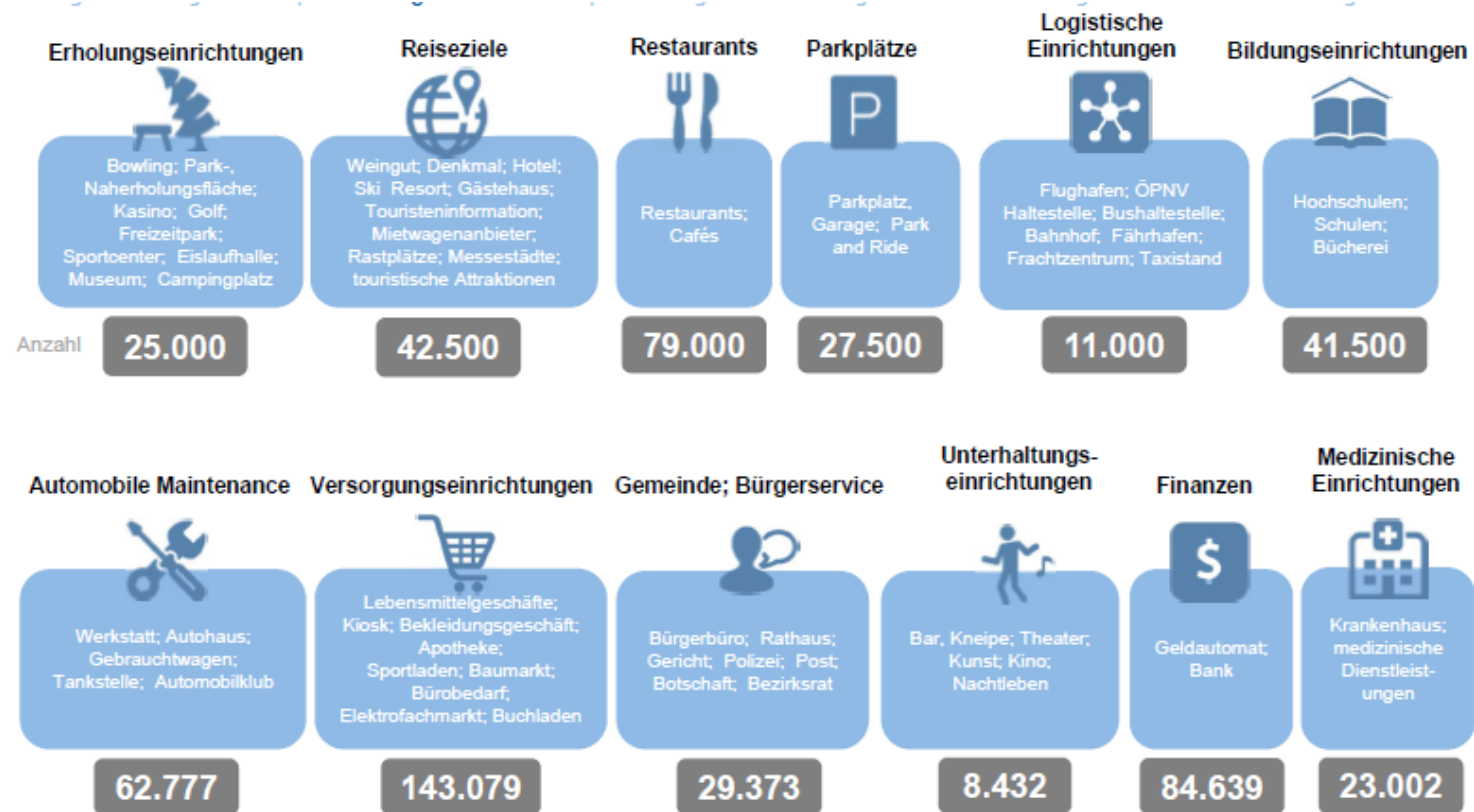 Erholungseinrichtungen
Bowling; Park-,
Naherholungsfläche;
Kasino; Golf;
Freizeitpark;
Sportcenter; Eislaufhalle;
Museum; Campingplatz
Anzahl
25.000
Reiseziele
Weingut; Denkmal; Hotel;
Ski Resort; Gästehaus;
Touristeninformation;
Mietwagenanbieter;
Rastplätze; Messestädte;
touristische Attraktionen
42.500
Restaurants
Restaurants;
Cafés
79.000
Parkplätze
P
Parkplatz,
Garage; Park
and Ride
27.500
Logistische
Einrichtungen
Flughafen; ÖPNV
Haltestelle; Bushaltestelle;
Bahnhof; Fährhafen;
Frachtzentrum; Taxistand
11.000
Bildungseinrichtungen
Hochschulen;
Schulen;
Bücherei
41.500
Automobile Maintenance
Werkstatt; Autohaus;
Gebrauchtwagen;
Tankstelle; Automobilklub
62.777
Versorgungseinrichtungen
Lebensmittelgeschäfte;
Kiosk; Bekleidungsgeschäft;
Apotheke;
Sportladen; Baumarkt;
Bürobedarf;
Elektrofachmarkt; Buchladen
143.079
Gemeinde; Bürgerservice
Bürgerbüro; Rathaus;
Gericht; Polizei; Post;
Botschaft; Bezirksrat
29.373
Unterhaltungs-
einrichtungen
Bar, Kneipe; Theater;
Kunst; Kino;
Nachtleben
8.432
Finanzen
$
Geldautomat;
Bank
84.639
Medizinische
Einrichtungen
Krankenhaus;
medizinische
Dienstleist-
ungen
23.002